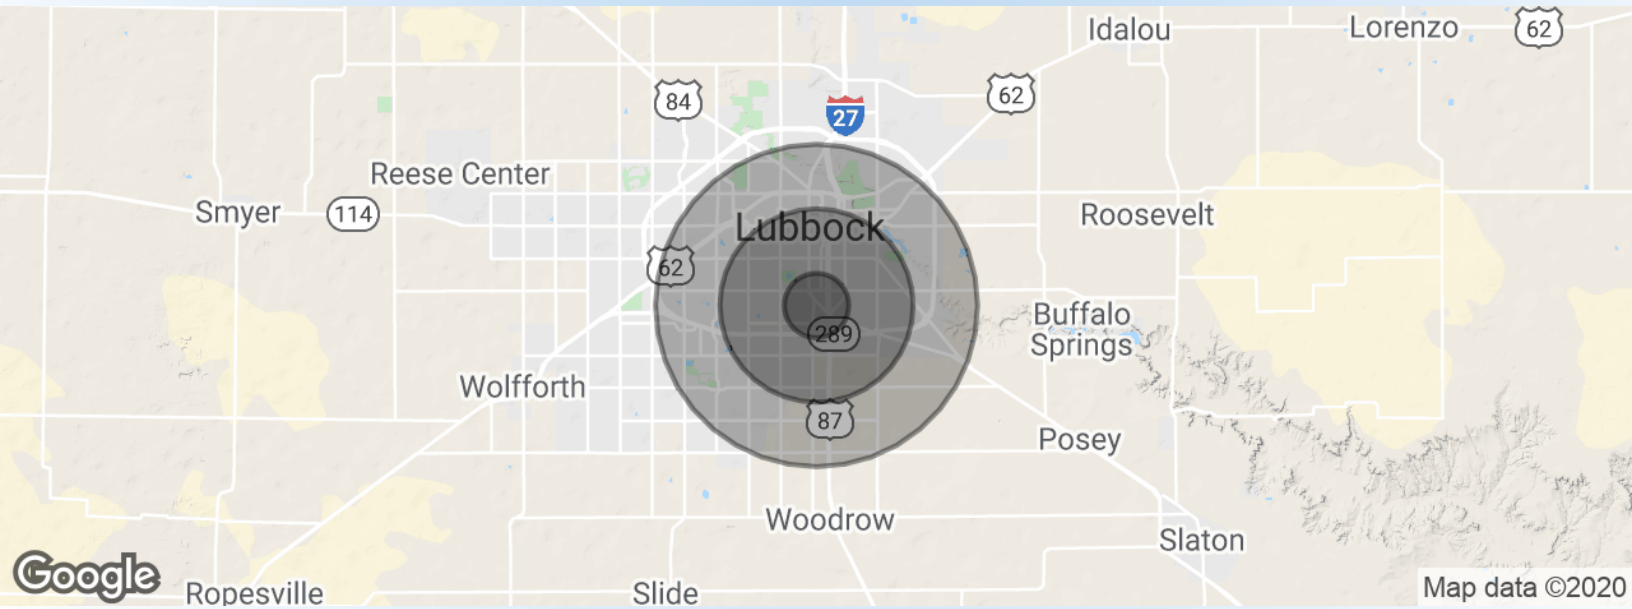 Idalou
Lorenzo
62
84
62
27
Reese Center
Smyer
114
Lubbock
Roosevelt
62
289
Buffalo
Springs
Wolfforth
87
Posey
Woodrow
Slaton
Google
Ropesville
Slide
Map data ©2020